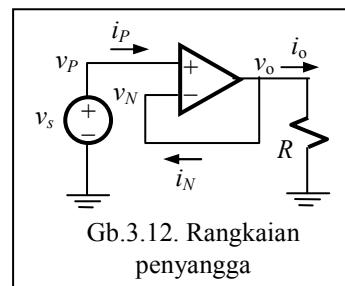 i_P
v_P
+
v_o
i_o
v_N
−
+
v_s
−
R
i_N
Gb.3.12. Rangkaian
penyangga